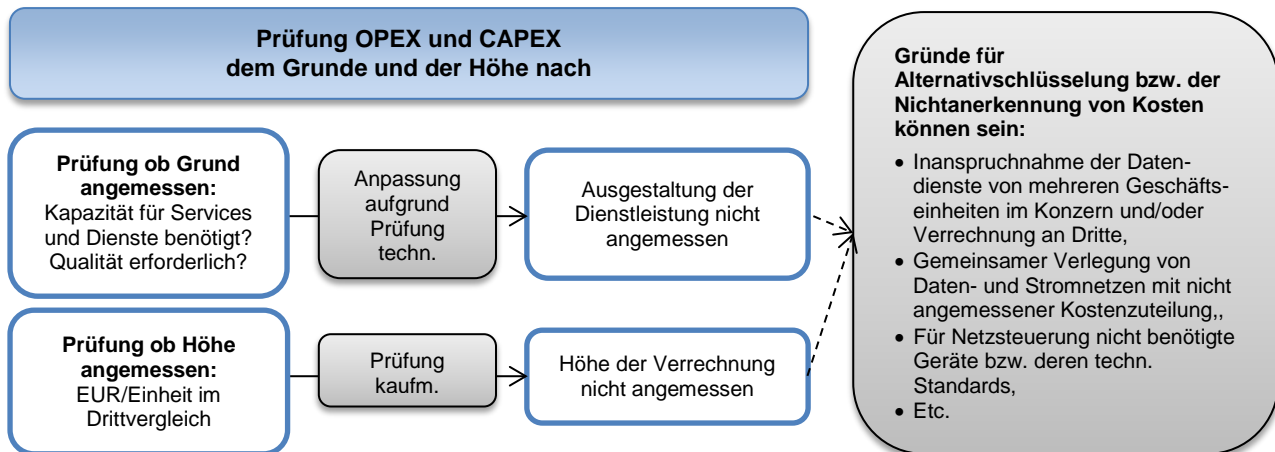 Prüfung OPEX und CAPEX
dem Grunde und der Höhe nach
Prüfung ob Grund
angemessen:
Kapazität für Services
und Dienste benötigt?
Qualität erforderlich?
Anpassung
aufgrund
Prüfung
techn.
Ausgestaltung der
Dienstleistung nicht
angemessen
Prüfung ob Höhe
angemessen:
EUR/Einheit im
Drittvergleich
Prüfung
kaufm.
Höhe der Verrechnung
nicht angemessen
Gründe für
Alternativschlüsselung bzw. der
Nichtanerkennung von Kosten
können sein:
• Inanspruchnahme der Daten-
dienste von mehreren Geschäfts-
einheiten im Konzern und/oder
Verrechnung an Dritte,
• Gemeinsamer Verlegung von
Daten- und Stromnetzen mit nicht
angemessener Kostenzuteilung,,
• Für Netzsteuerung nicht benötigte
Geräte bzw. deren techn.
Standards,
• Etc.